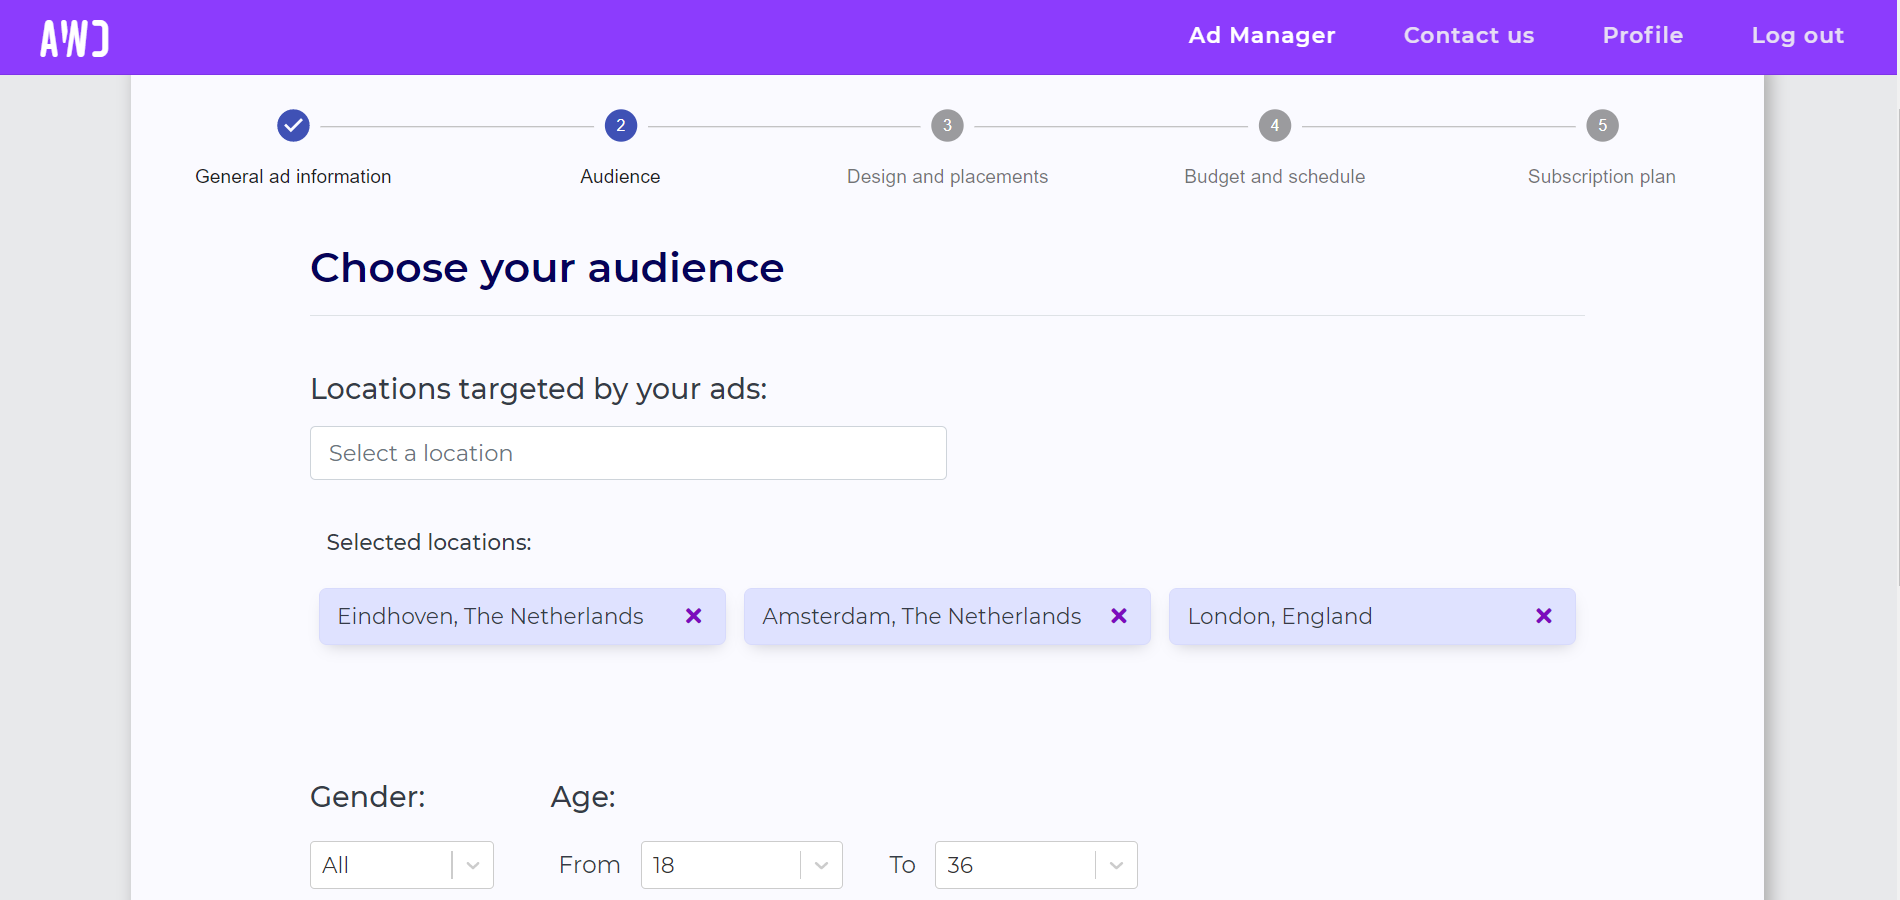 AWD
Ad Manager Contact us Profile Log out
2 3 4 5
General ad information Audience Design and placements Budget and schedule Subscription plan
Choose your audience
Locations targeted by your ads:
Select a location
Selected locations:
Eindhoven, The Netherlands Amsterdam, The Netherlands London, England
Gender: Age:
All From 18 To 36